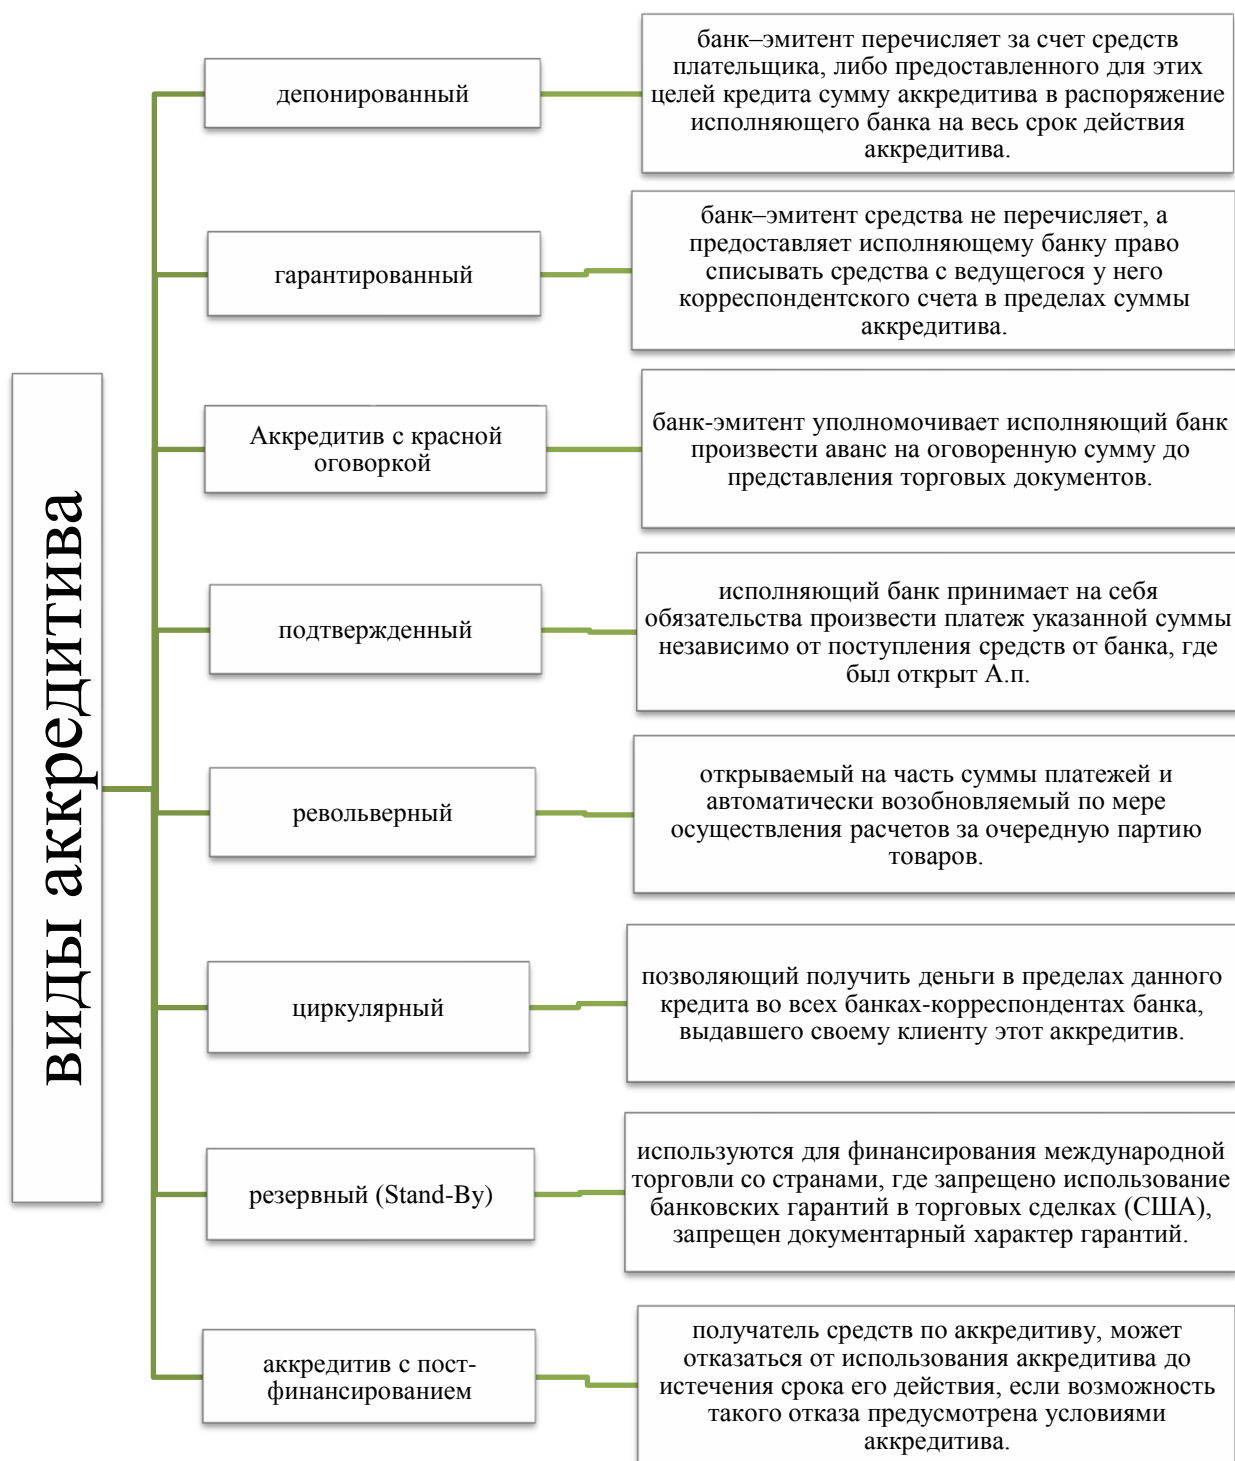 виды аккредитива
депонированный
банк–эмитент перечисляет за счет средств
плательщика, либо предоставленного для этих
целей кредита сумму аккредитива в распоряжение
исполняющего банка на весь срок действия
аккредитива.
гарантированный
банк–эмитент средства не перечисляет, а
предоставляет исполняющему банку право
списывать средства с ведущегося у него
корреспондентского счета в пределах суммы
аккредитива.
Аккредитив с красной
оговоркой
банк-эмитент уполномочивает исполняющий банк
произвести аванс на оговоренную сумму до
представления торговых документов.
подтвержденный
исполняющий банк принимает на себя
обязательства произвести платеж указанной суммы
независимо от поступления средств от банка, где
был открыт А.п.
револьверный
открываемый на часть суммы платежей и
автоматически возобновляемый по мере
осуществления расчетов за очередную партию
товаров.
циркулярный
позволяющий получить деньги в пределах данного
кредита во всех банках-корреспондентах банка,
выдавшего своему клиенту этот аккредитив.
резервный (Stand-By)
используются для финансирования международной
торговли со странами, где запрещено использование
банковских гарантий в торговых сделках (США),
запрещен документарный характер гарантий.
аккредитив с пост-
финансированием
получатель средств по аккредитиву, может
отказаться от использования аккредитива до
истечения срока его действия, если возможность
такого отказа предусмотрена условиями
аккредитива.